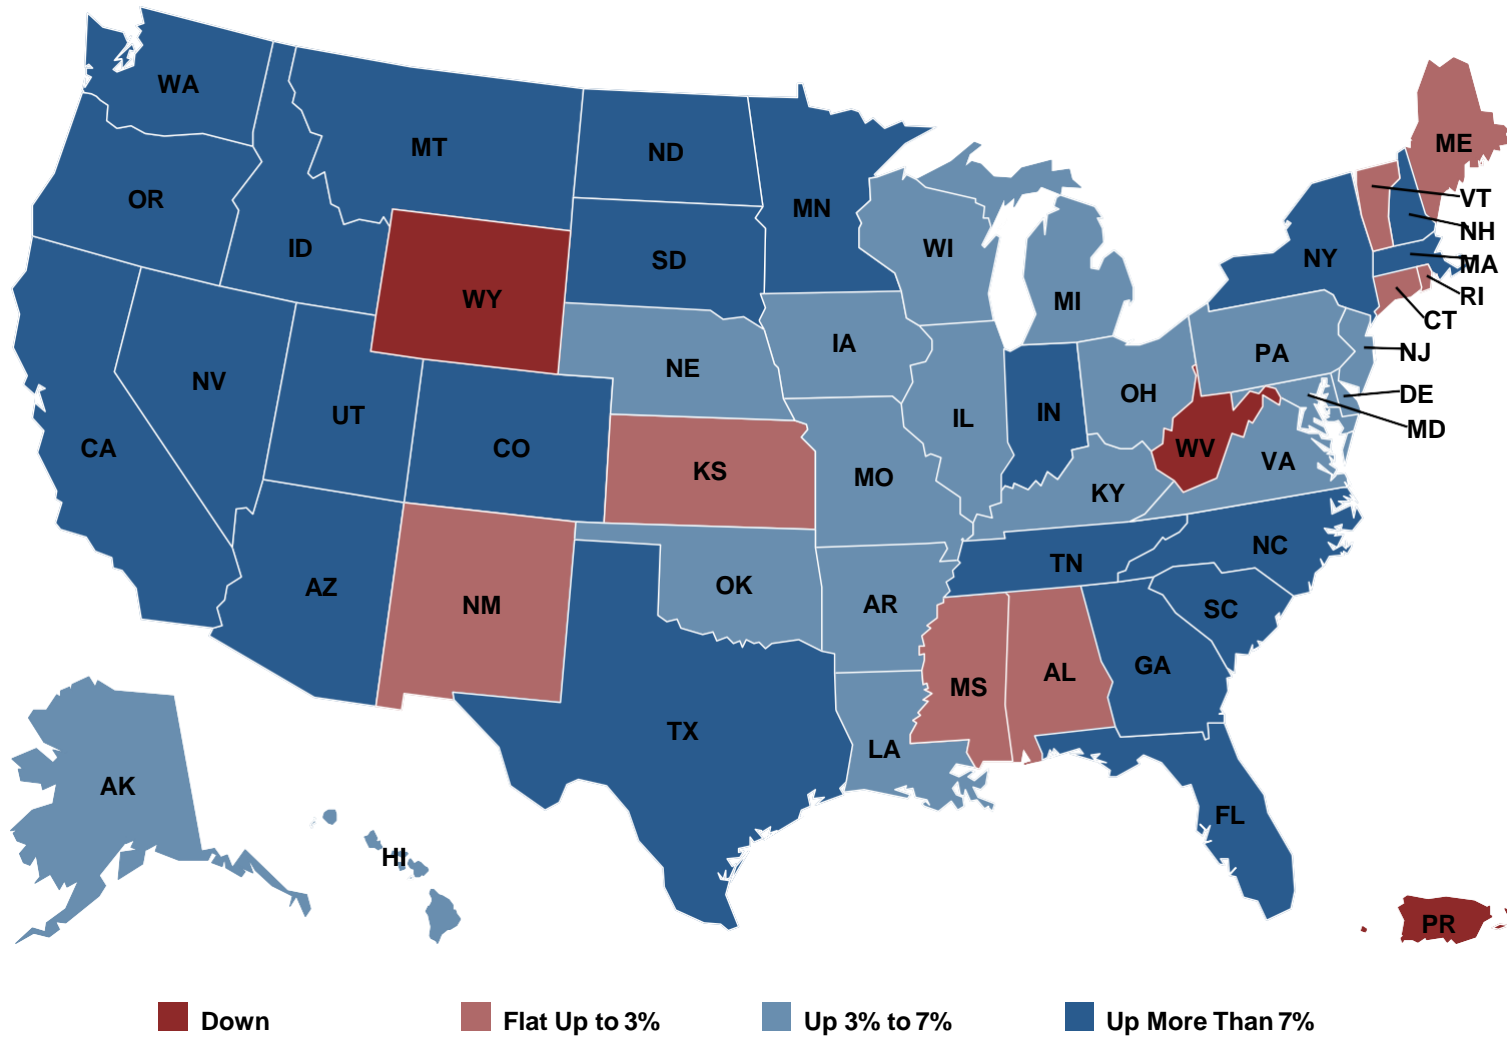 WA
MT
ND
ME
OR
MN
VT
ID
NH
WI
SD
NY
MA
WY
MI
RI
CT
IA
NJ
PA
NE
NV
OH
DE
UT
IN
IL
MD
CA
CO
WV
VA
KS
MO
KY
NC
TN
AZ
OK
NM
AR
SC
GA
AL
MS
TX
LA
AK
FL
HI
PR
Down
Flat Up to 3%
Up 3% to 7%
Up More Than 7%